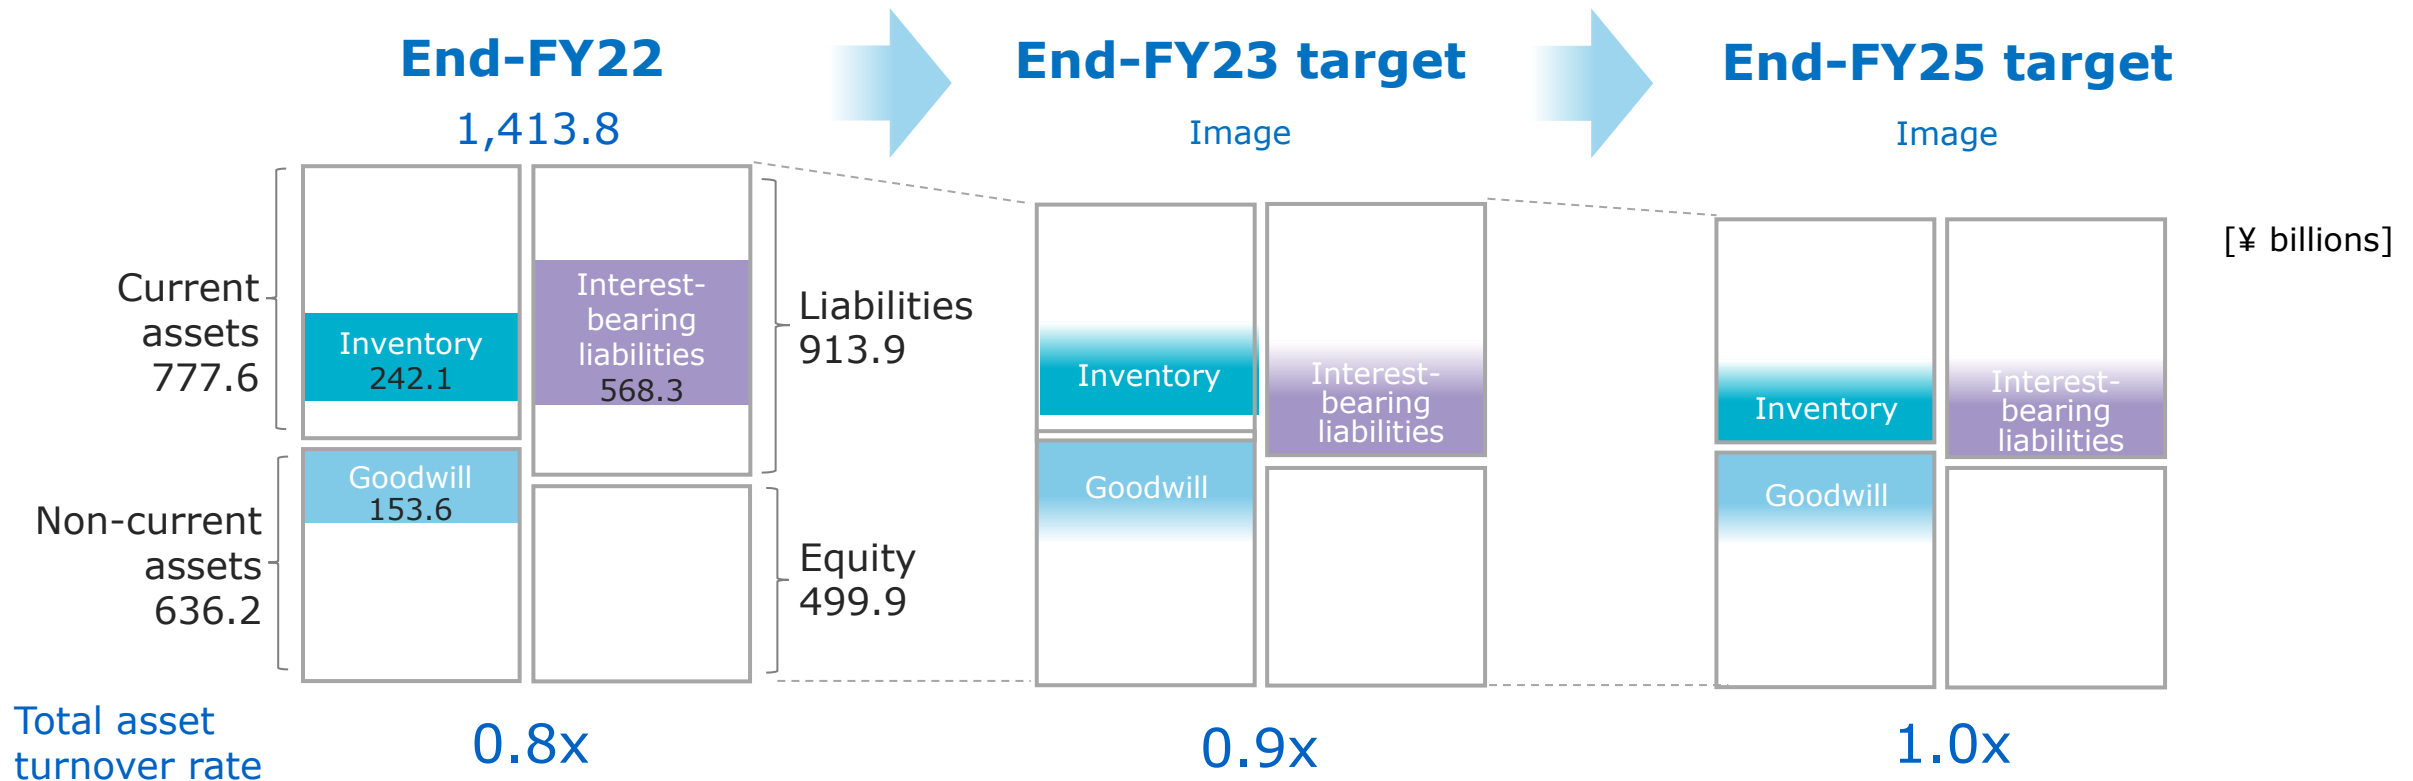 End-FY22
1,413.8
End-FY23 target
Image
End-FY25 target
Image
[¥ billions]
Current
assets
777.6
Non-current
assets
636.2
Inventory
242.1
Goodwill
153.6
Interest-
bearing
liabilities
568.3
Liabilities
913.9
Equity
499.9
Inventory
Goodwill
Interest-
bearing
liabilities
Inventory
Goodwill
Interest-
bearing
liabilities
Total asset
turnover rate
0.8x
0.9x
1.0x